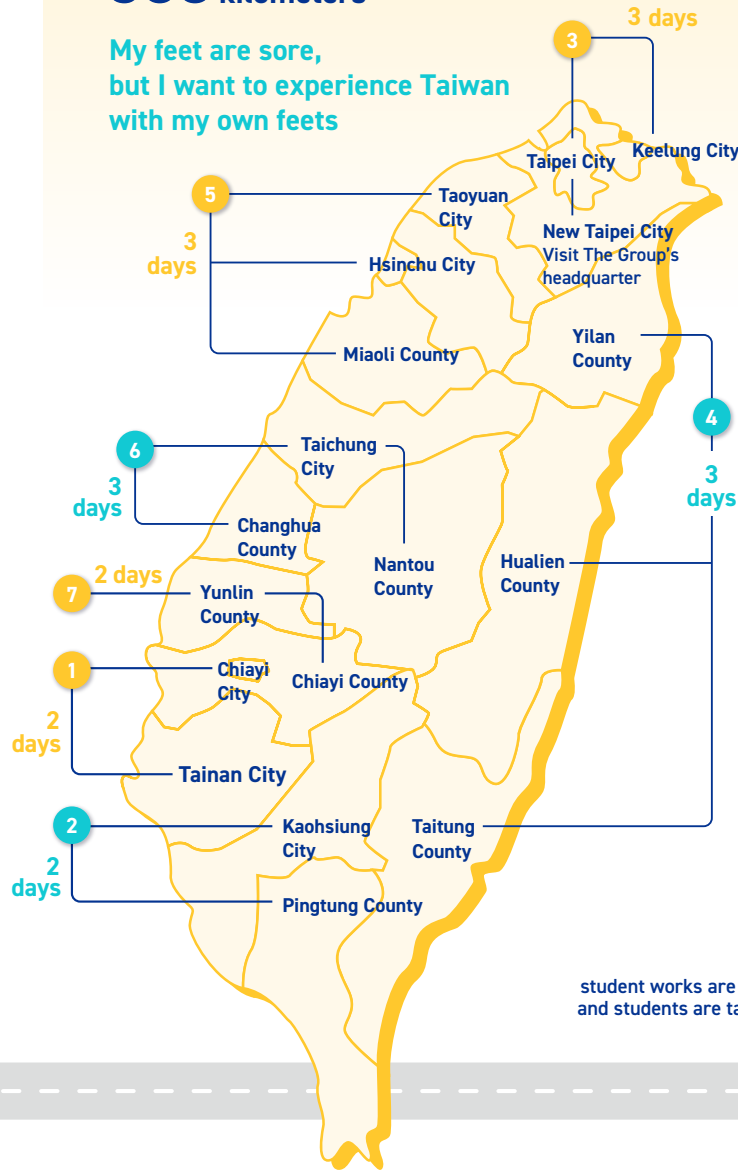 kilometers
My feet are sore,
but I want to experience Taiwan
with my own feets
3
3 days
Taipei City
Keelung City
New Taipei City
Visit The Group's
headquarter
5
3
days
Taoyuan
City
Hsinchu City
Miaoli County
Yilan
County
4
3
days
Hualien
County
Taitung
County
6
3
days
Taichung
City
Changhua
County
Nantou
County
7
2 days
Yunlin
County
Chiayi County
1
2
days
Chiayi
City
Tainan City
2
2
days
Kaohsiung
City
Pingtung County
student works are
and students are